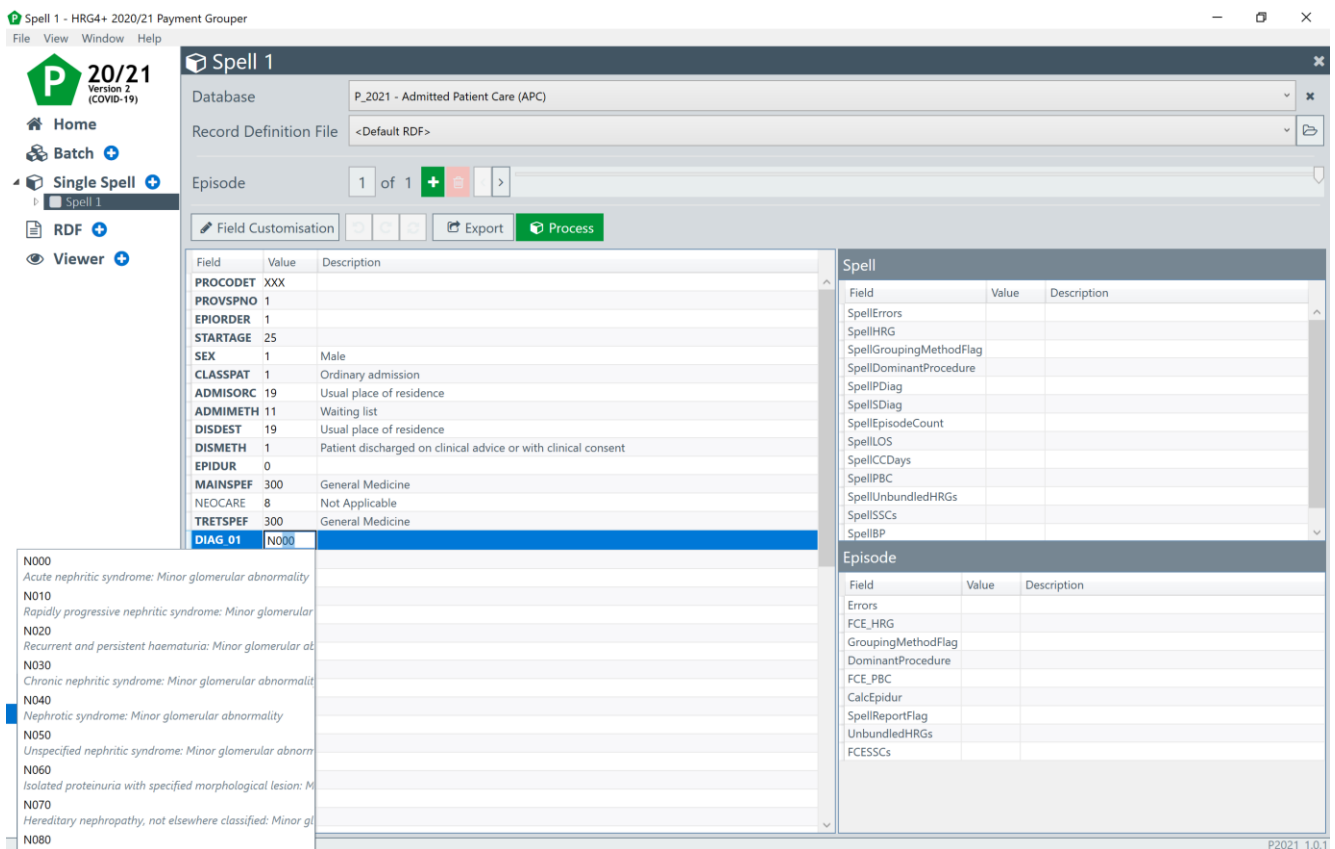 Spell 1 - HRG4+ 2020/21 Payment Grouper
File View Window Help
P 20/21
Version 2
(COVID-19)
Home
Batch
Single Spell
Spell 1
RDF
Viewer
Spell 1
Database P_2021 - Admitted Patient Care (APC)
Record Definition File <Default RDF>
Episode 1 of 1
Field Customisation Export Process
Field Value Description
PROCODET XXX
PROVSPNO 1
EPIORDER 1
STARTAGE 25
SEX 1 Male
CLASSPAT 1 Ordinary admission
ADMISORC 19 Usual place of residence
ADMIMETH 11 Waiting list
DISDEST 19 Usual place of residence
DISMETH 1 Patient discharged on clinical advice or with clinical consent
EPIDUR 0
MAINSPEF 300 General Medicine
NEOCARE 8 Not Applicable
TRETSPEF 300 General Medicine
DIAG_01 N000
N000
Acute nephritic syndrome: Minor glomerular abnormality
N010
Rapidly progressive nephritic syndrome: Minor glomerular
N020
Recurrent and persistent haematuria: Minor glomerular ab
N030
Chronic nephritic syndrome: Minor glomerular abnormalit
N040
Nephrotic syndrome: Minor glomerular abnormality
N050
Unspecified nephritic syndrome: Minor glomerular abnorm
N060
Isolated proteinuria with specified morphological lesion: M
N070
Hereditary nephropathy, not elsewhere classified: Minor gl
N080
Spell
Field Value Description
SpellErrors
SpellHRG
SpellGroupingMethodFlag
SpellDominantProcedure
SpellPDiag
SpellSDiag
SpellEpisodeCount
SpellLOS
SpellCCDays
SpellPBC
SpellUnbundledHRGs
SpellSSCs
SpellBP
Episode
Field Value Description
Errors
FCE_HRG
GroupingMethodFlag
DominantProcedure
FCE_PBC
CalcEpidur
SpellReportFlag
UnbundledHRGs
FCESSCs
P2021_1.0.1